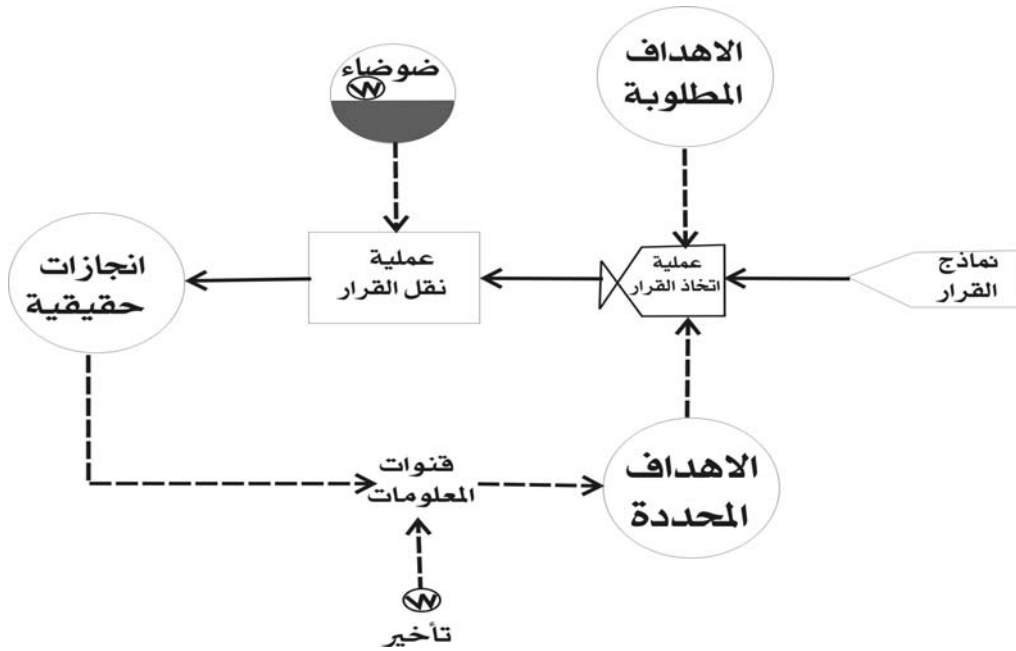 الاهداف
المطلوبة
ضوضاء
W
نماذج
القرار
عملية
اتخاذ القرار
عملية
نقل القرار
انجازات
حقيقية
قنوات
المعلومات
الاهداف
المحددة
W
تأخير